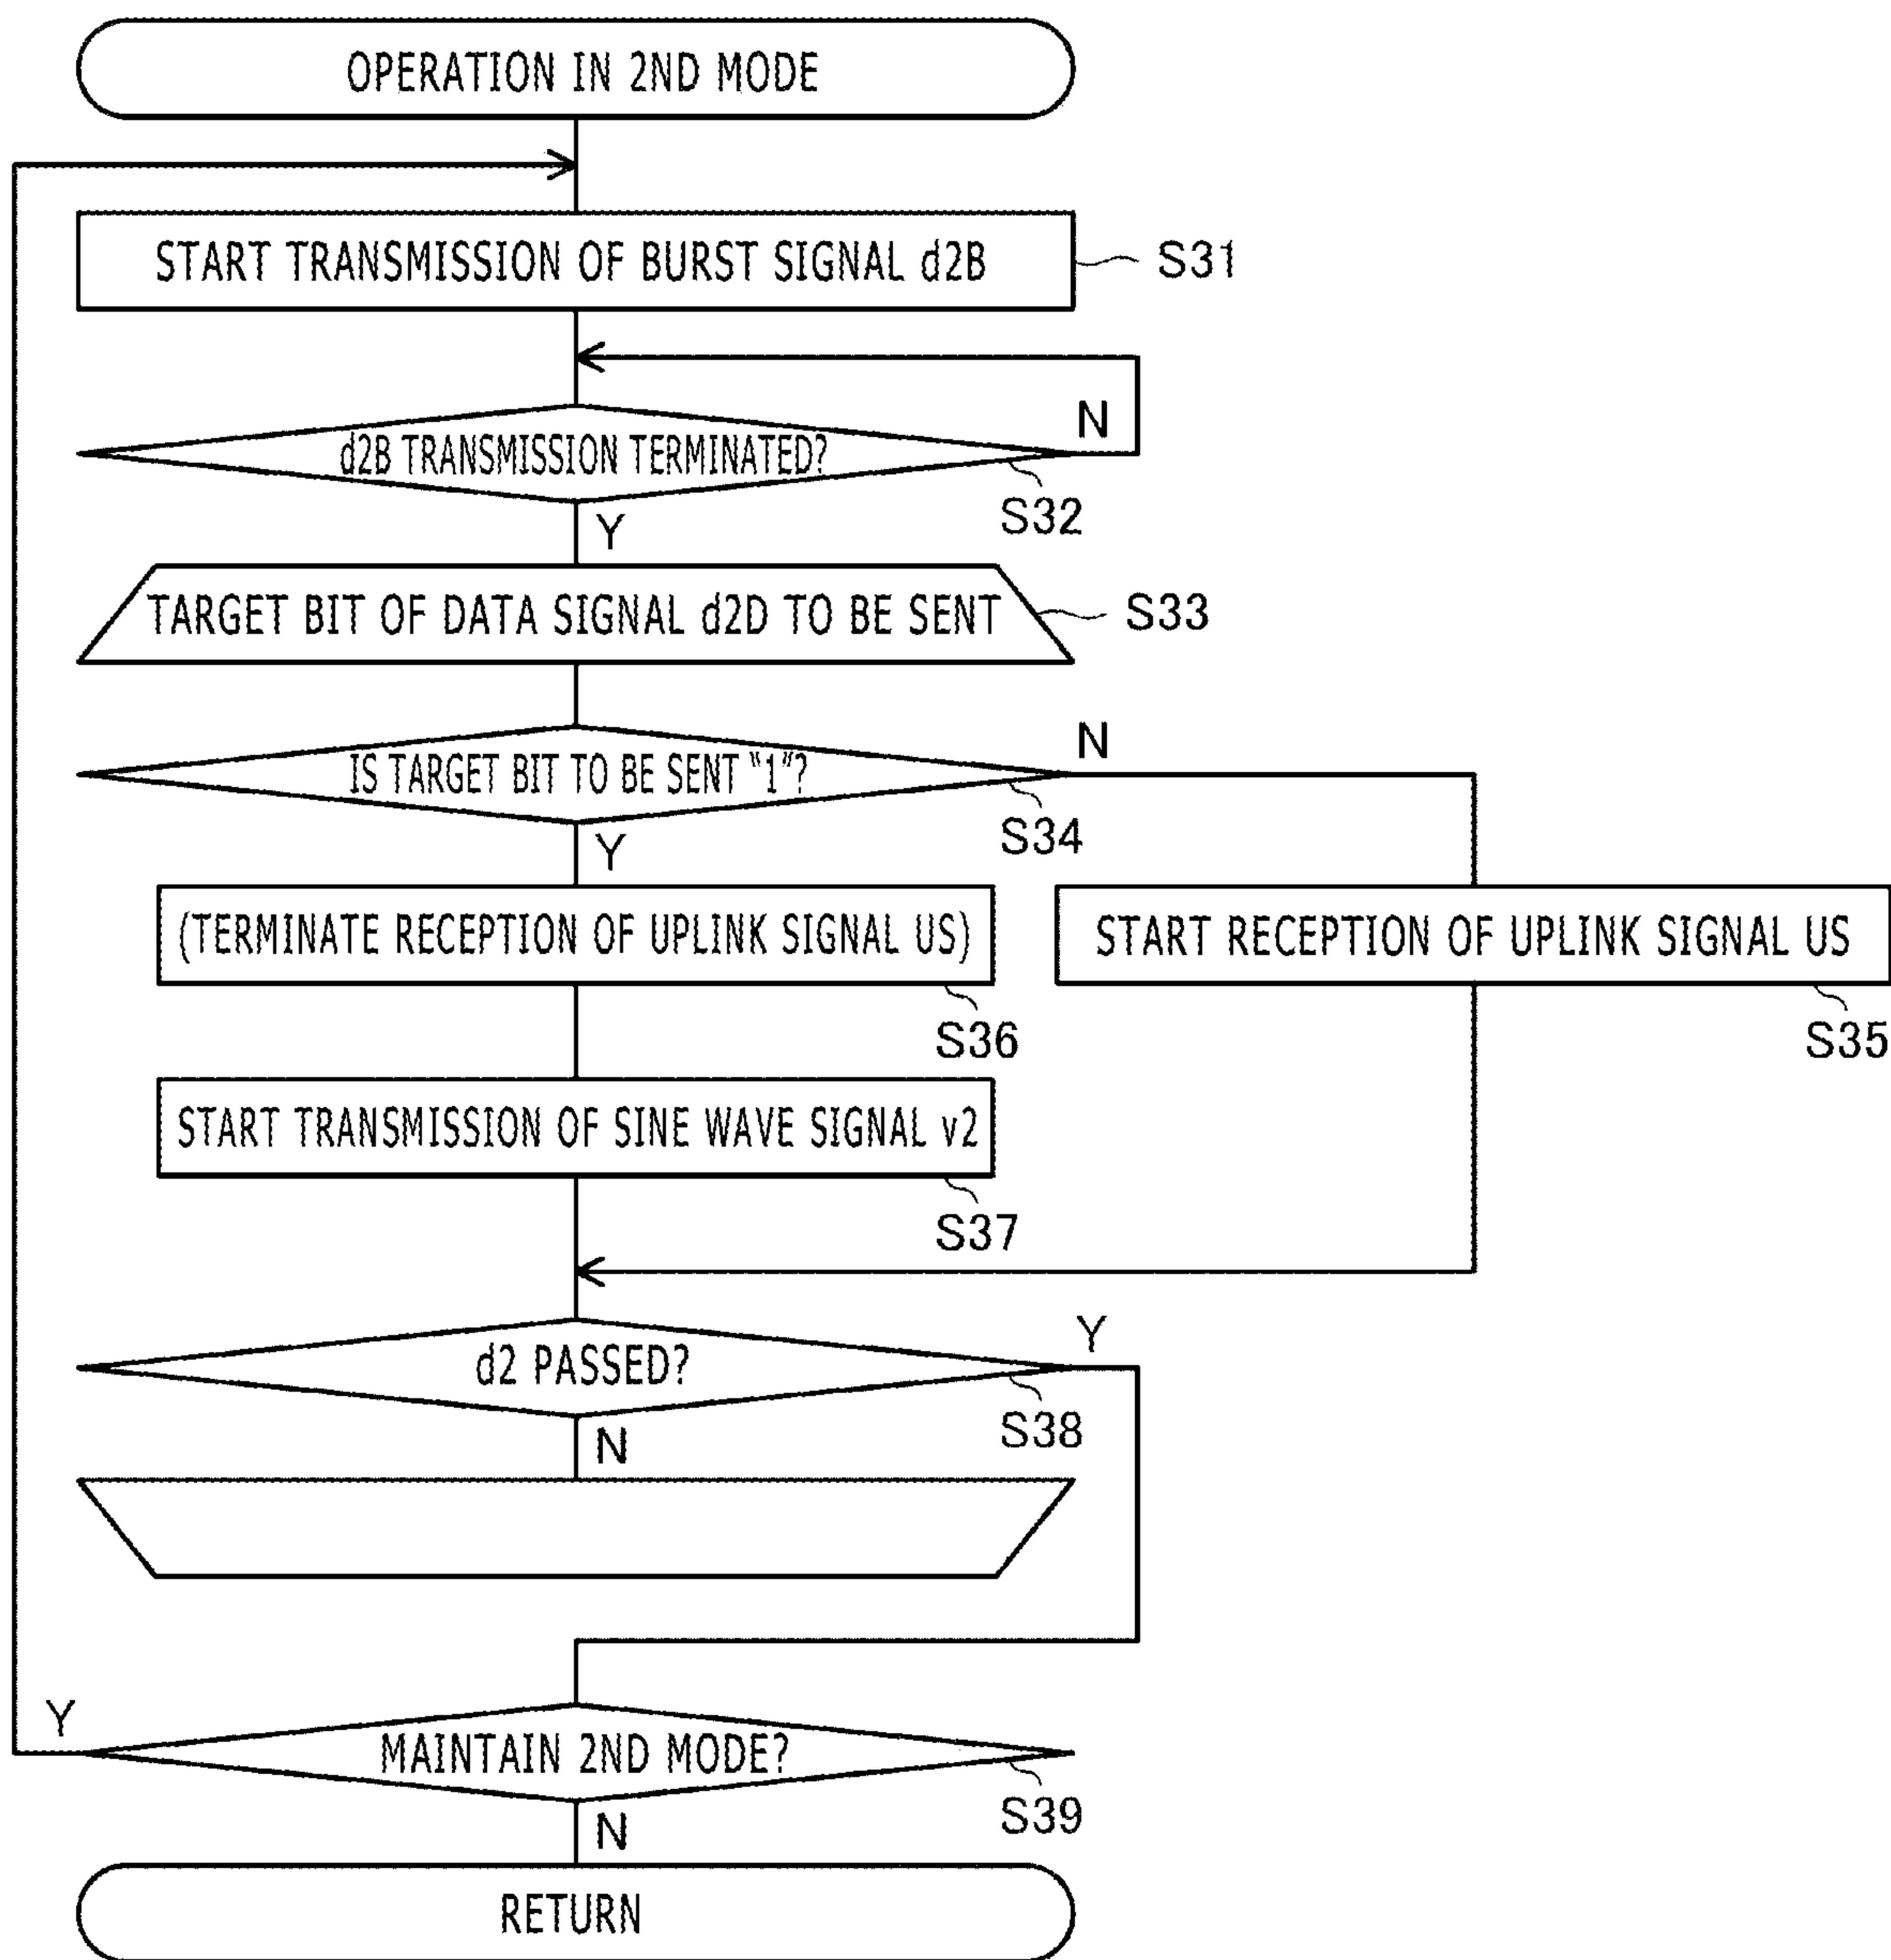 OPERATION IN 2ND MODE
START TRANSMISSION OF BURST SIGNAL d2B
S31
N
d2B TRANSMISSION TERMINATED?
S32
Y
TARGET BIT OF DATA SIGNAL d2D TO BE SENT
S33
N
IS TARGET BIT TO BE SENT "1"?
S34
Y
(TERMINATE RECEPTION OF UPLINK SIGNAL US)
START RECEPTION OF UPLINK SIGNAL US
S36
S35
START TRANSMISSION OF SINE WAVE SIGNAL v2
S37
Y
d2 PASSED?
S38
N
Y
MAINTAIN 2ND MODE?
S39
N
RETURN